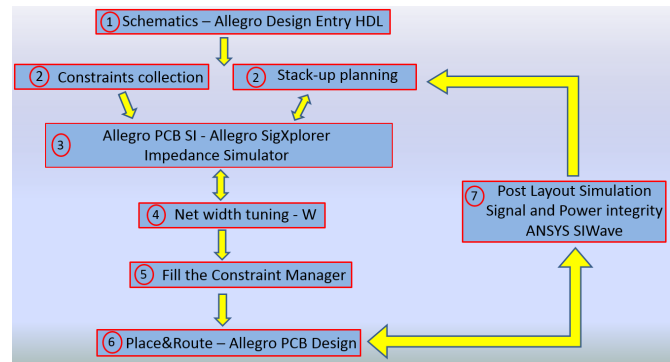 1 Schematics – Allegro Design Entry HDL
2 Constraints collection
2 Stack-up planning
3 Allegro PCB SI - Allegro SigXplorer
Impedance Simulator
4 Net width tuning - W
5 Fill the Constraint Manager
6 Place&Route – Allegro PCB Design
7 Post Layout Simulation
Signal and Power integrity
ANSYS SIWave